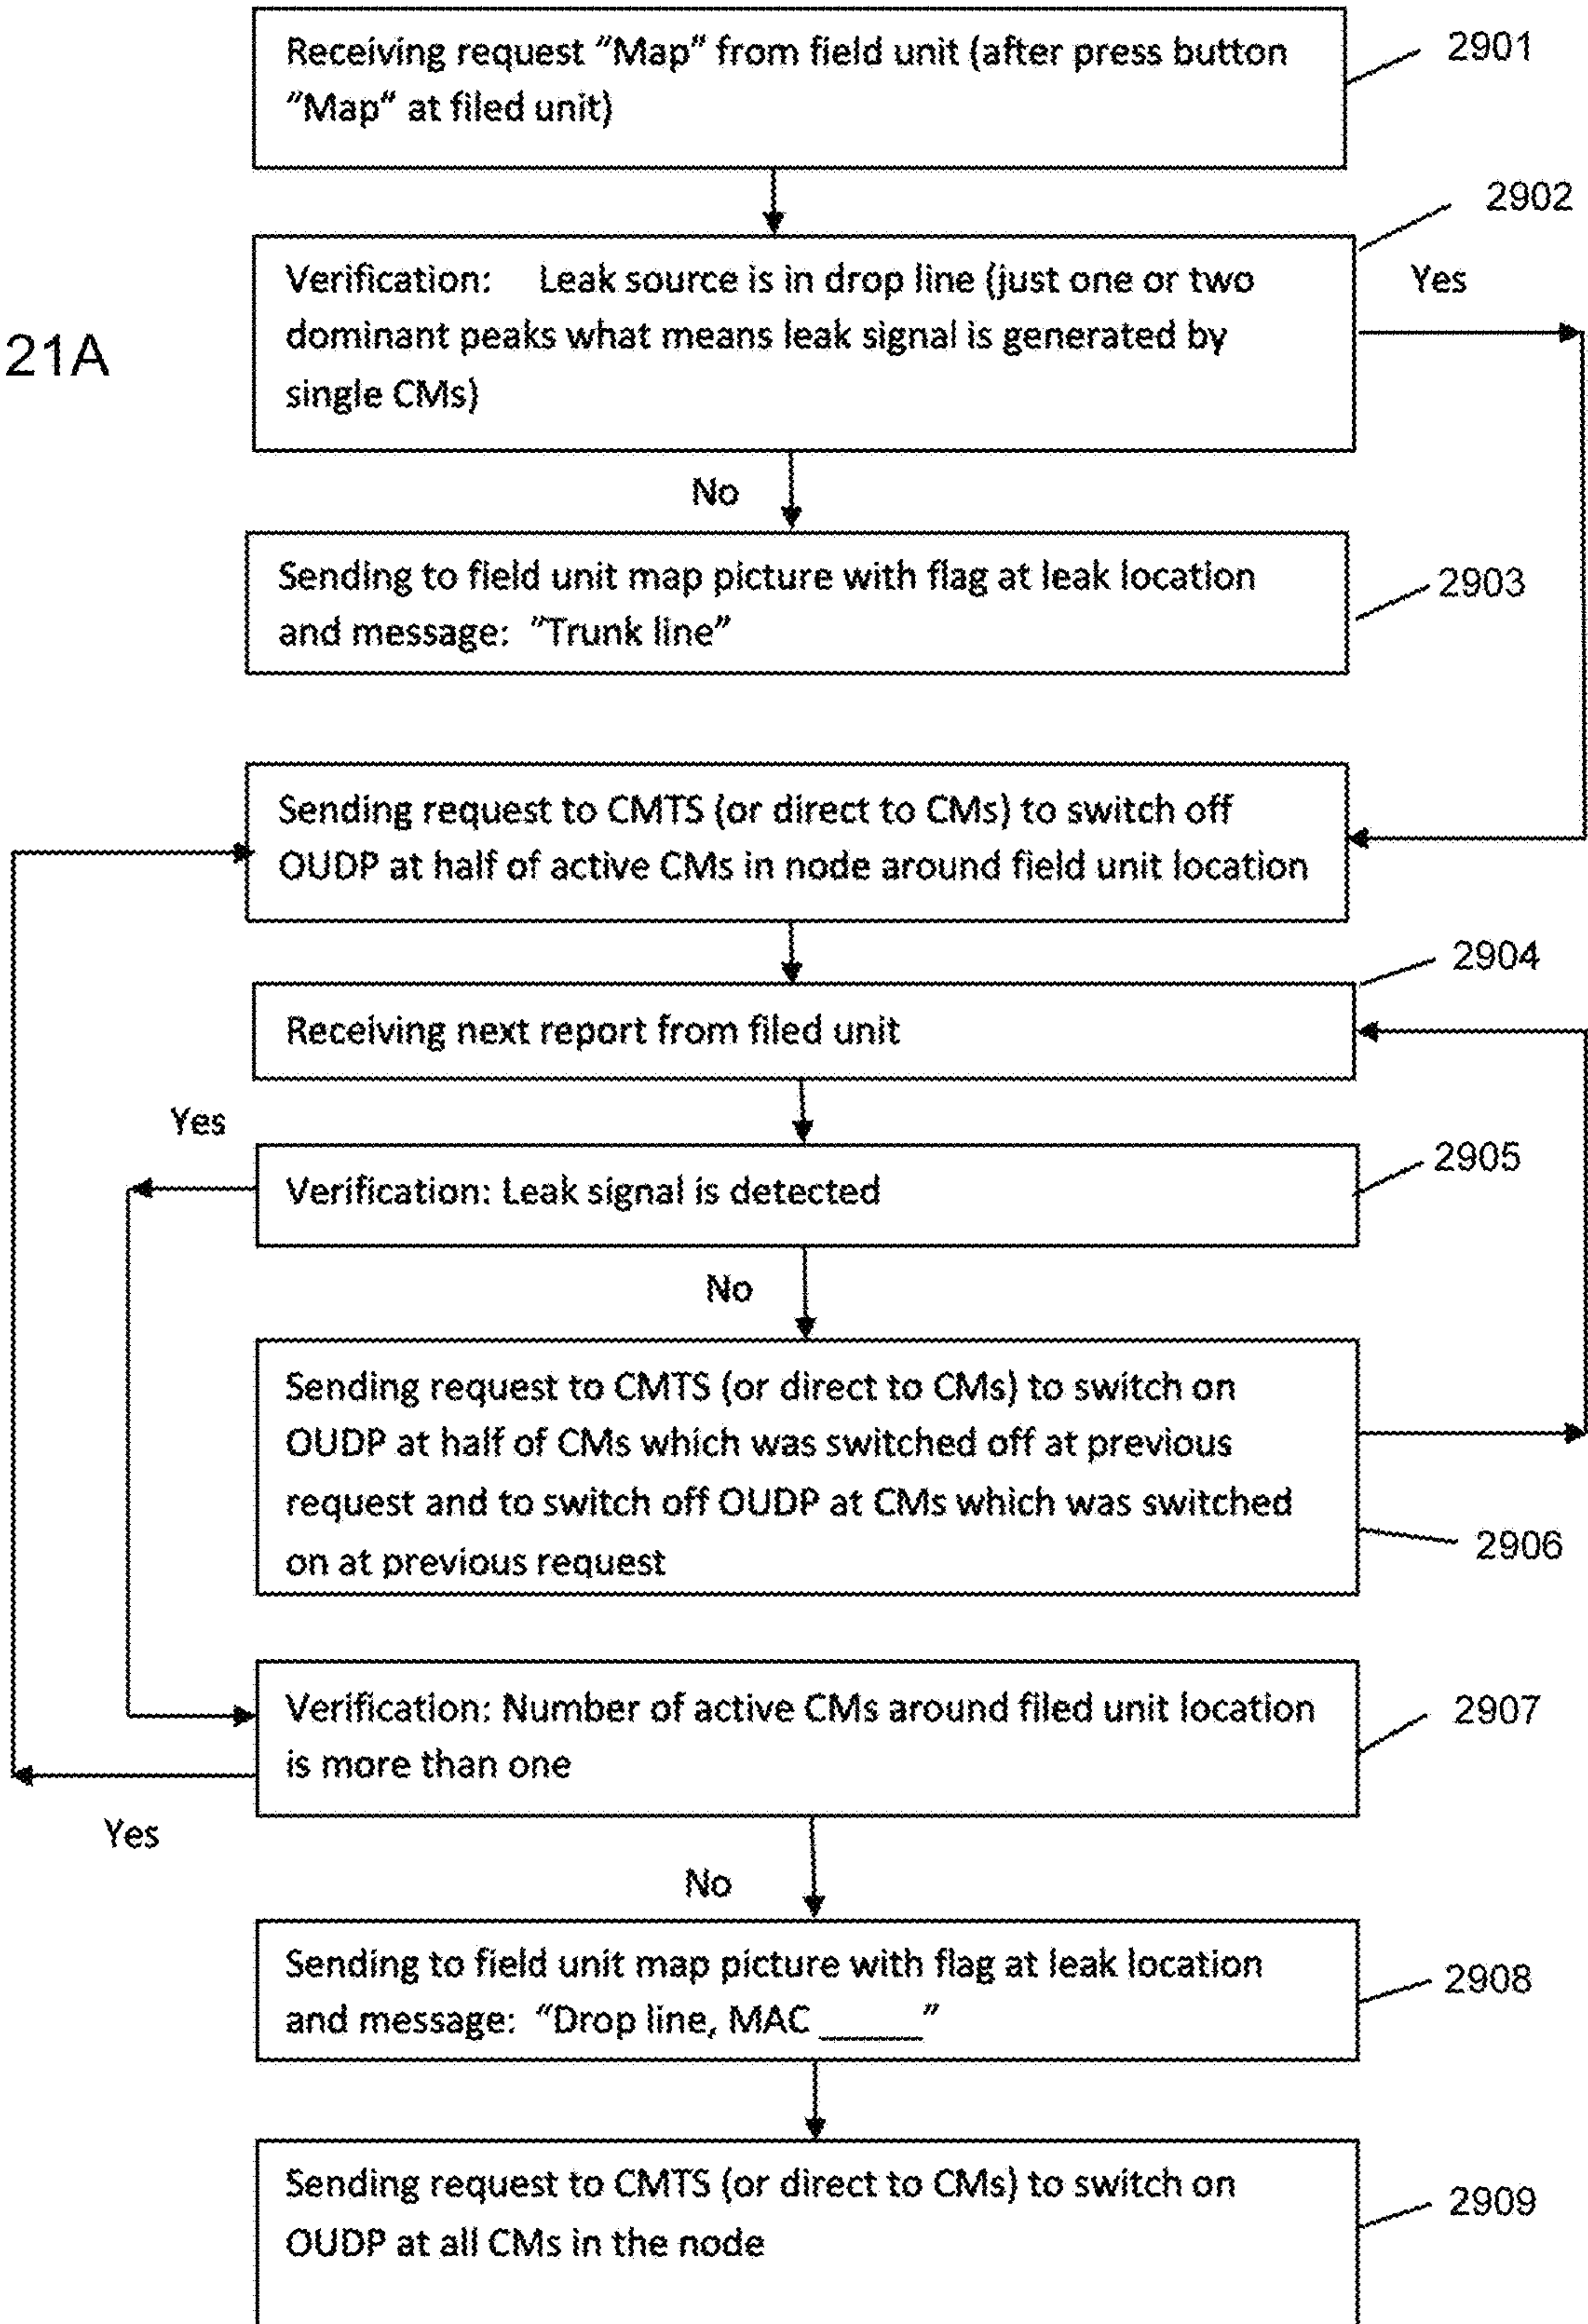 Receiving request "Map" from field unit (after press button
"Map" at filed unit)
2901
2902
Verification: Leak source is in drop line (just one or two
dominant peaks what means leak signal is generated by
single CMs)
Yes
21A
No
Sending to field unit map picture with flag at leak location
and message: "Trunk line"
2903
Sending request to CMTS (or direct to CMs) to switch off
OUDP at half of active CMs in node around field unit location
2904
Receiving next report from filed unit
Yes
2905
Verification: Leak signal is detected
No
Sending request to CMTS (or direct to CMs) to switch on
OUDP at half of CMs which was switched off at previous
request and to switch off OUDP at CMs which was switched
on at previous request
2906
Verification: Number of active CMs around filed unit location
is more than one
2907
Yes
No
Sending to field unit map picture with flag at leak location
and message: "Drop line, MAC ______"
2908
Sending request to CMTS (or direct to CMs) to switch on
OUDP at all CMs in the node
2909